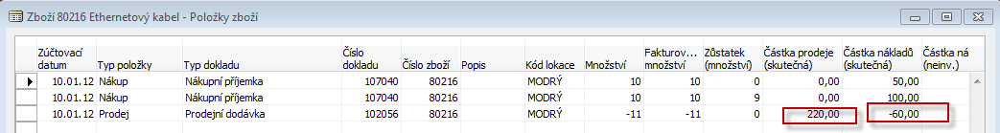 Zboží 80216 Ethernetový kabel - Položky zboží
Zúčtovací datum Typ položky Typ dokladu Číslo dokladu Číslo zboží Popis Kód lokace Množství Fakturov... množství Zůstatek (množství) Částka prodeje (skutečná) Částka nákladů (skutečná) Částka ná (neinv.)
10.01.12 Nákup Nákupní příjemka 107040 80216 MODRÝ 10 10 0 0,00 50,00
10.01.12 Nákup Nákupní příjemka 107040 80216 MODRÝ 10 10 9 0,00 100,00
10.01.12 Prodej Prodejní dodávka 102056 80216 MODRÝ -11 -11 0 220,00 -60,00